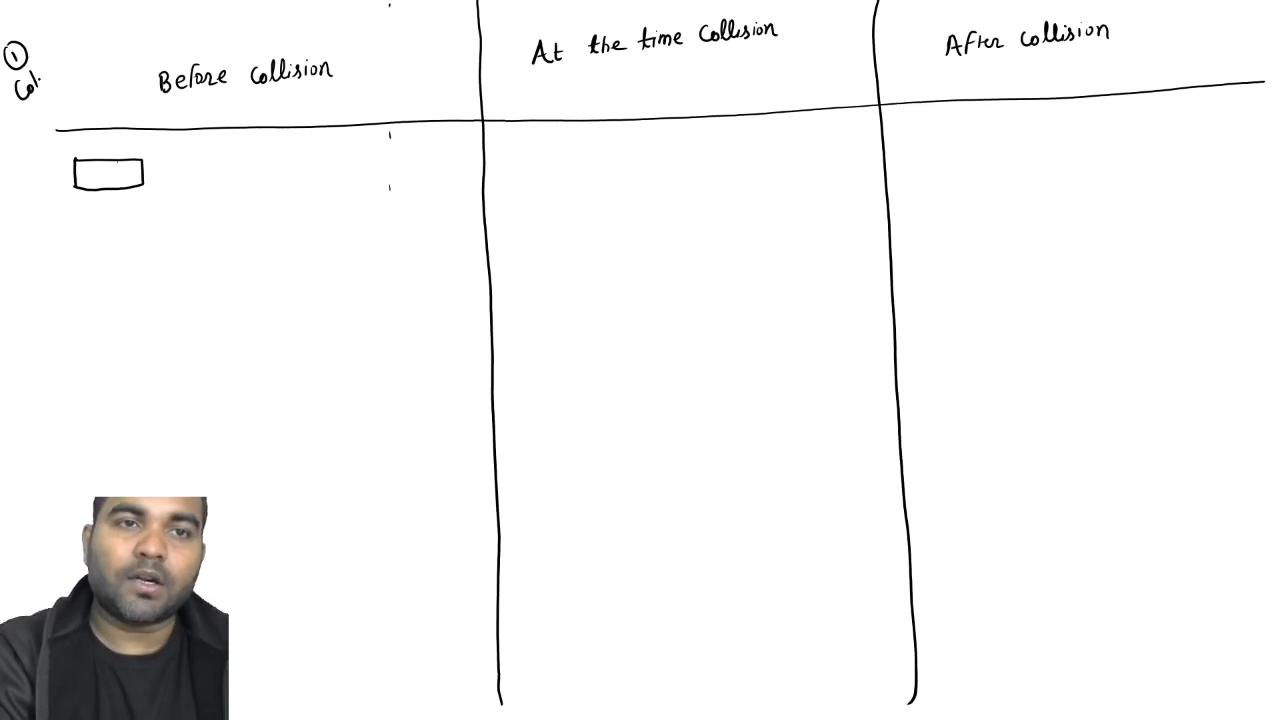 ①
Col.
Before collision
At the time collision
After collision